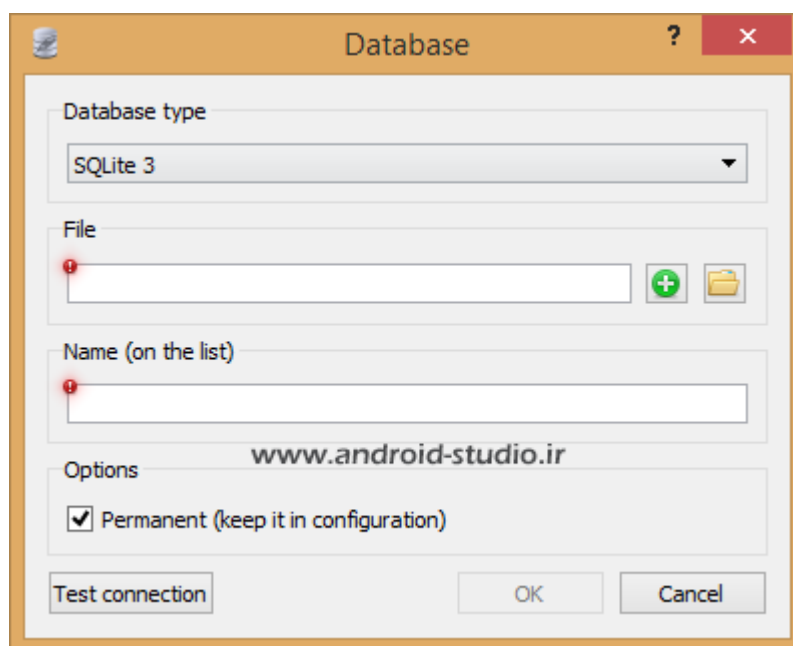 Database
?
Database type
SQLite 3
File
Name (on the list)
www.android-studio.ir
Options
Permanent (keep it in configuration)
Test connection
OK
Cancel